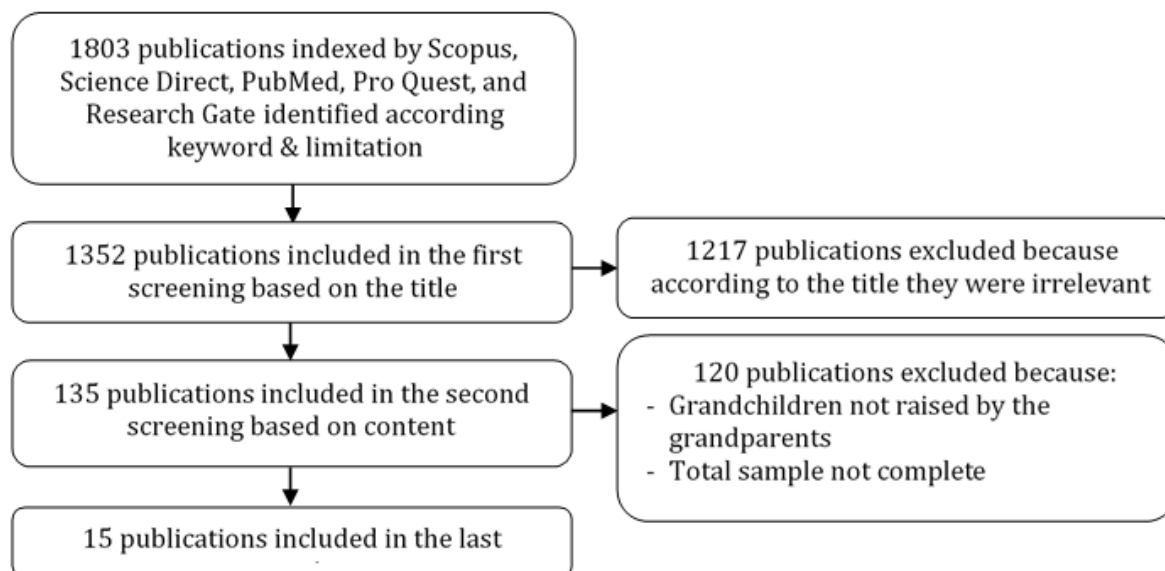 1803 publications indexed by Scopus,
Science Direct, PubMed, Pro Quest, and
Research Gate identified according
keyword & limitation
1352 publications included in the first
screening based on the title
1217 publications excluded because
according to the title they were irrelevant
135 publications included in the second
screening based on content
120 publications excluded because:
- Grandchildren not raised by the
grandparents
- Total sample not complete
15 publications included in the last